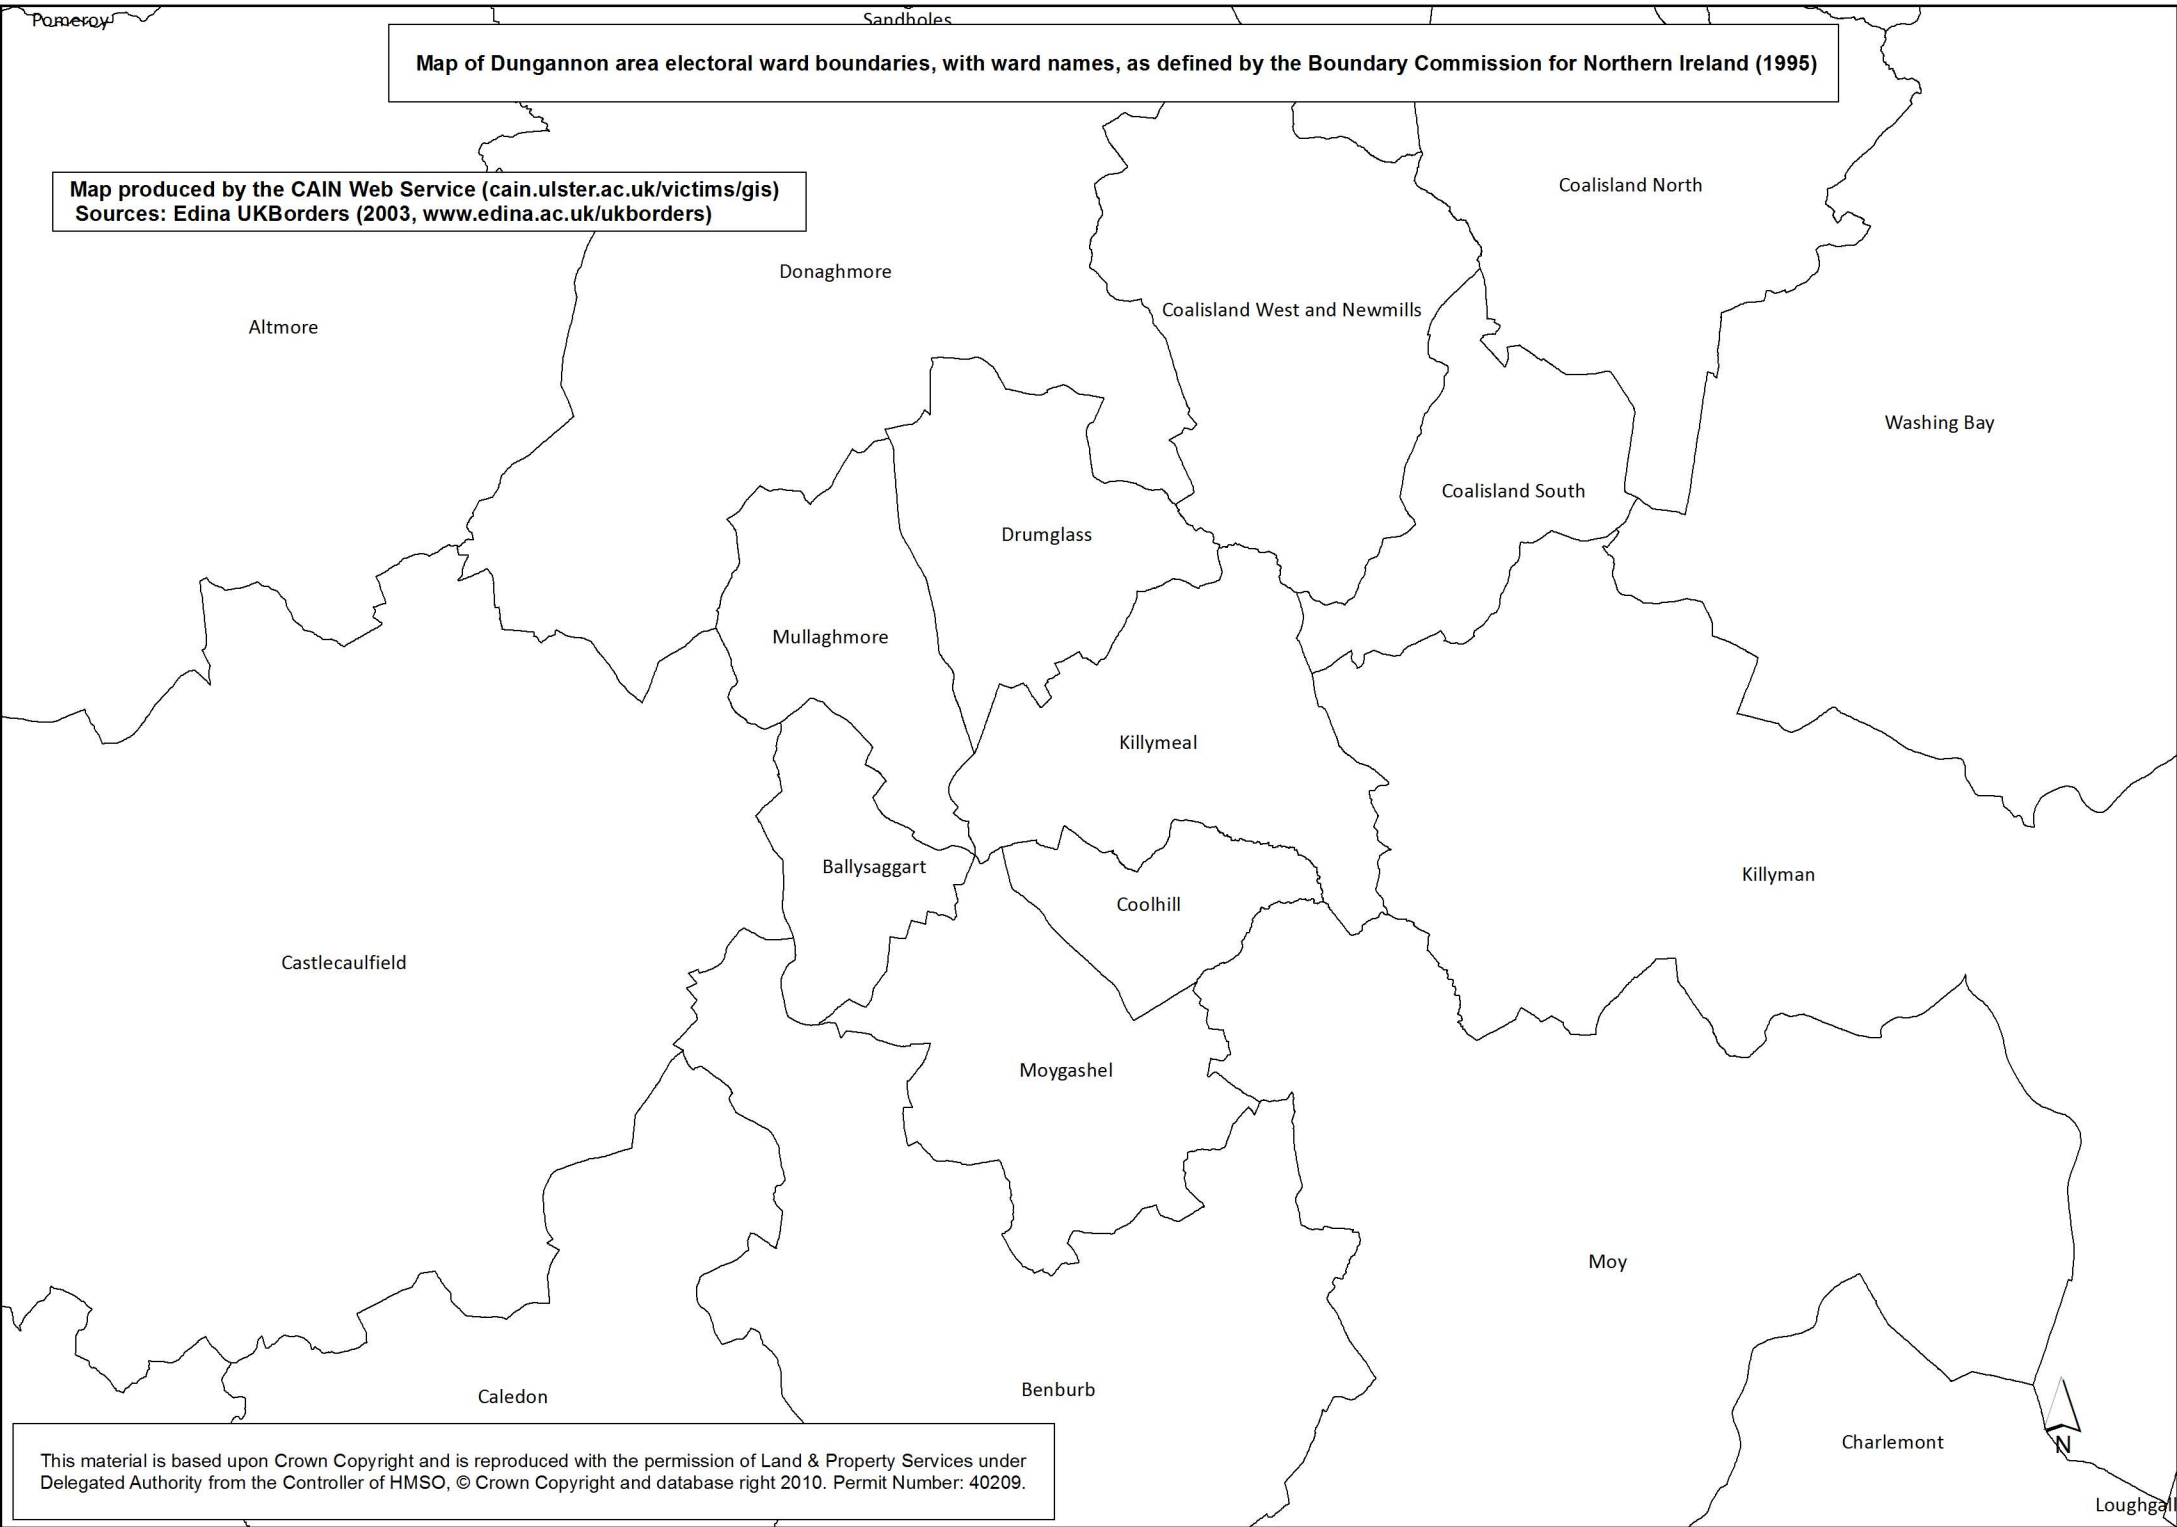 Pomeroy
Sandholes
Map of Dungannon area electoral ward boundaries, with ward names, as defined by the Boundary Commission for Northern Ireland (1995)
Map produced by the CAIN Web Service (cain.ulster.ac.uk/victims/gis)
Sources: Edina UKBorders (2003, www.edina.ac.uk/ukborders)
Coalisland North
Donaghmore
Coalisland West and Newmills
Altmore
Washing Bay
Coalisland South
Drumglass
Mullaghmore
Killymeal
Ballysaggart
Killyman
Coolhill
Castlecaulfield
Moygashel
Moy
Benburb
Caledon
Charlemont
N
This material is based upon Crown Copyright and is reproduced with the permission of Land & Property Services under
Delegated Authority from the Controller of HMSO, © Crown Copyright and database right 2010. Permit Number: 40209.
Loughgall